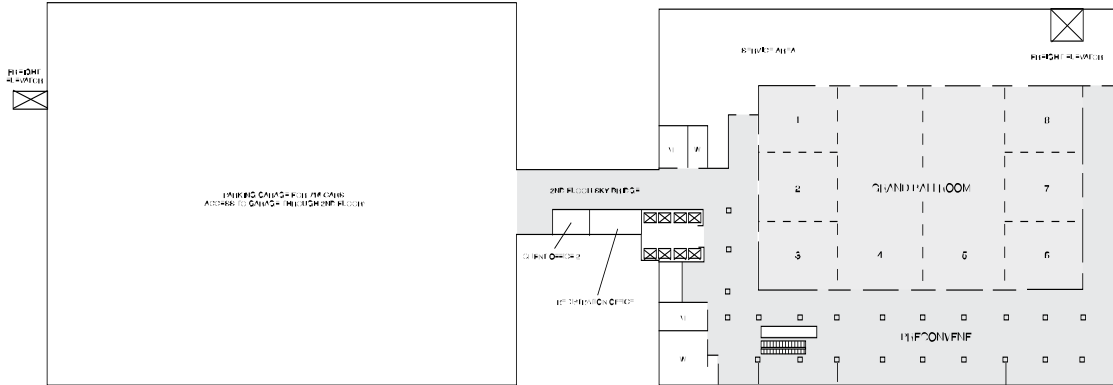 FREIGHT
ELEVATOR
SERVICE AREA
FREIGHT ELEVATOR
1
8
M
W
PARKING GARAGE FOR CARS
ACCESS TO GARAGE THROUGH 2ND FLOOR
2ND FLOOR SKY BRIDGE
2
GRAND BALLROOM
7
CLIENT OFFICE 2
3
4
5
6
REGISTRATION OFFICE
M
PRECONVENE
W